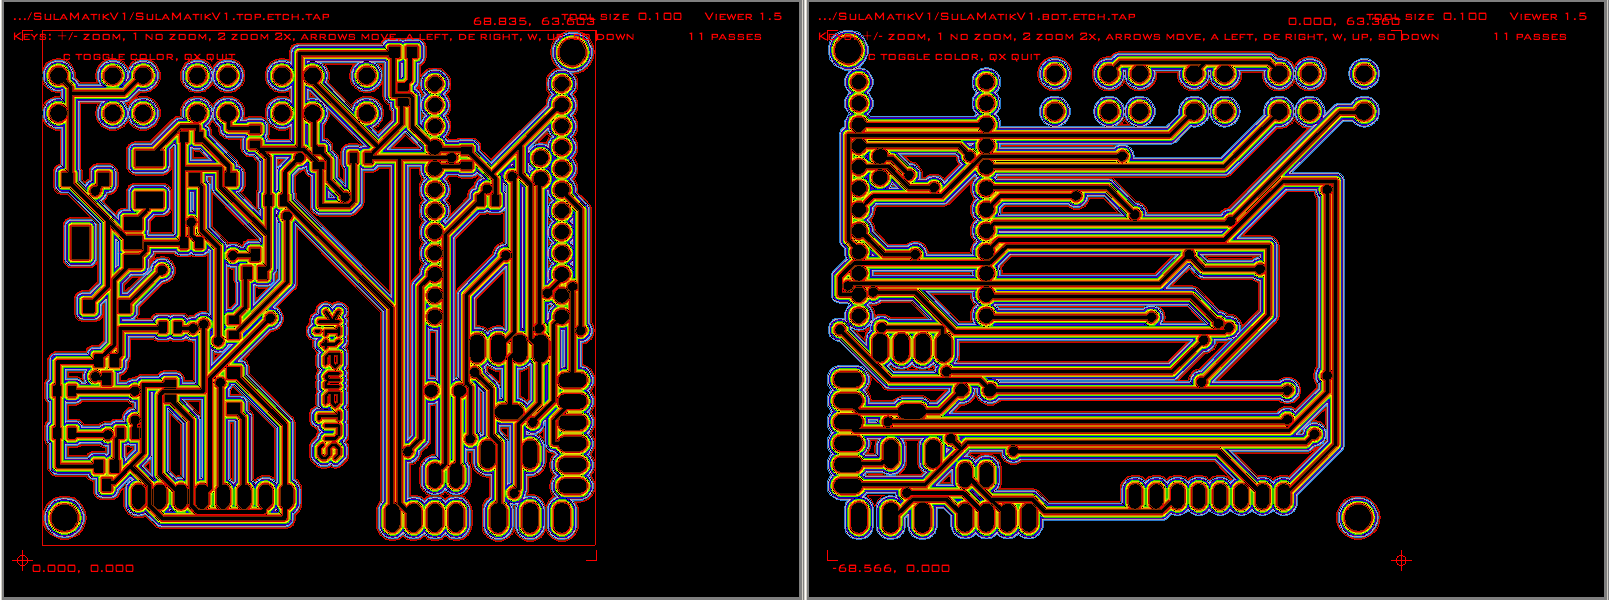 .../SulaMatikV1/SulaMatikV1.top.etch.tap
68.835, 63.603
Tool size 0.100
Viewer 1.5
Keys: +/- zoom, 1 no zoom, 2 zoom 2x, arrows move, a left, de right, w, up, sb down
11 passes
c toggle color, qx quit
Sulamatik
0.000, 0.000
.../SulaMatikV1/SulaMatikV1.bot.etch.tap
0.000, 63.360
Tool size 0.100
Viewer 1.5
Keys: +/- zoom, 1 no zoom, 2 zoom 2x, arrows move, a left, de right, w, up, sb down
11 passes
c toggle color, qx quit
-68.566, 0.000